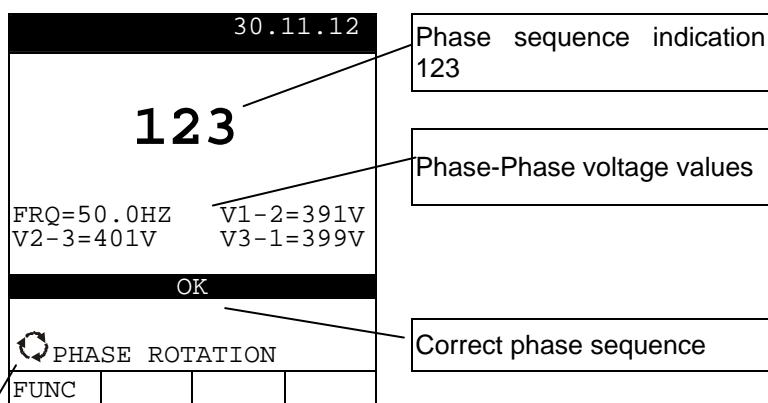 30.11.12
123
FRQ=50.0HZ V1-2=391V
V2-3=401V V3-1=399V
OK
PHASE ROTATION
FUNC
Phase sequence indication
123
Phase-Phase voltage values
Correct phase sequence